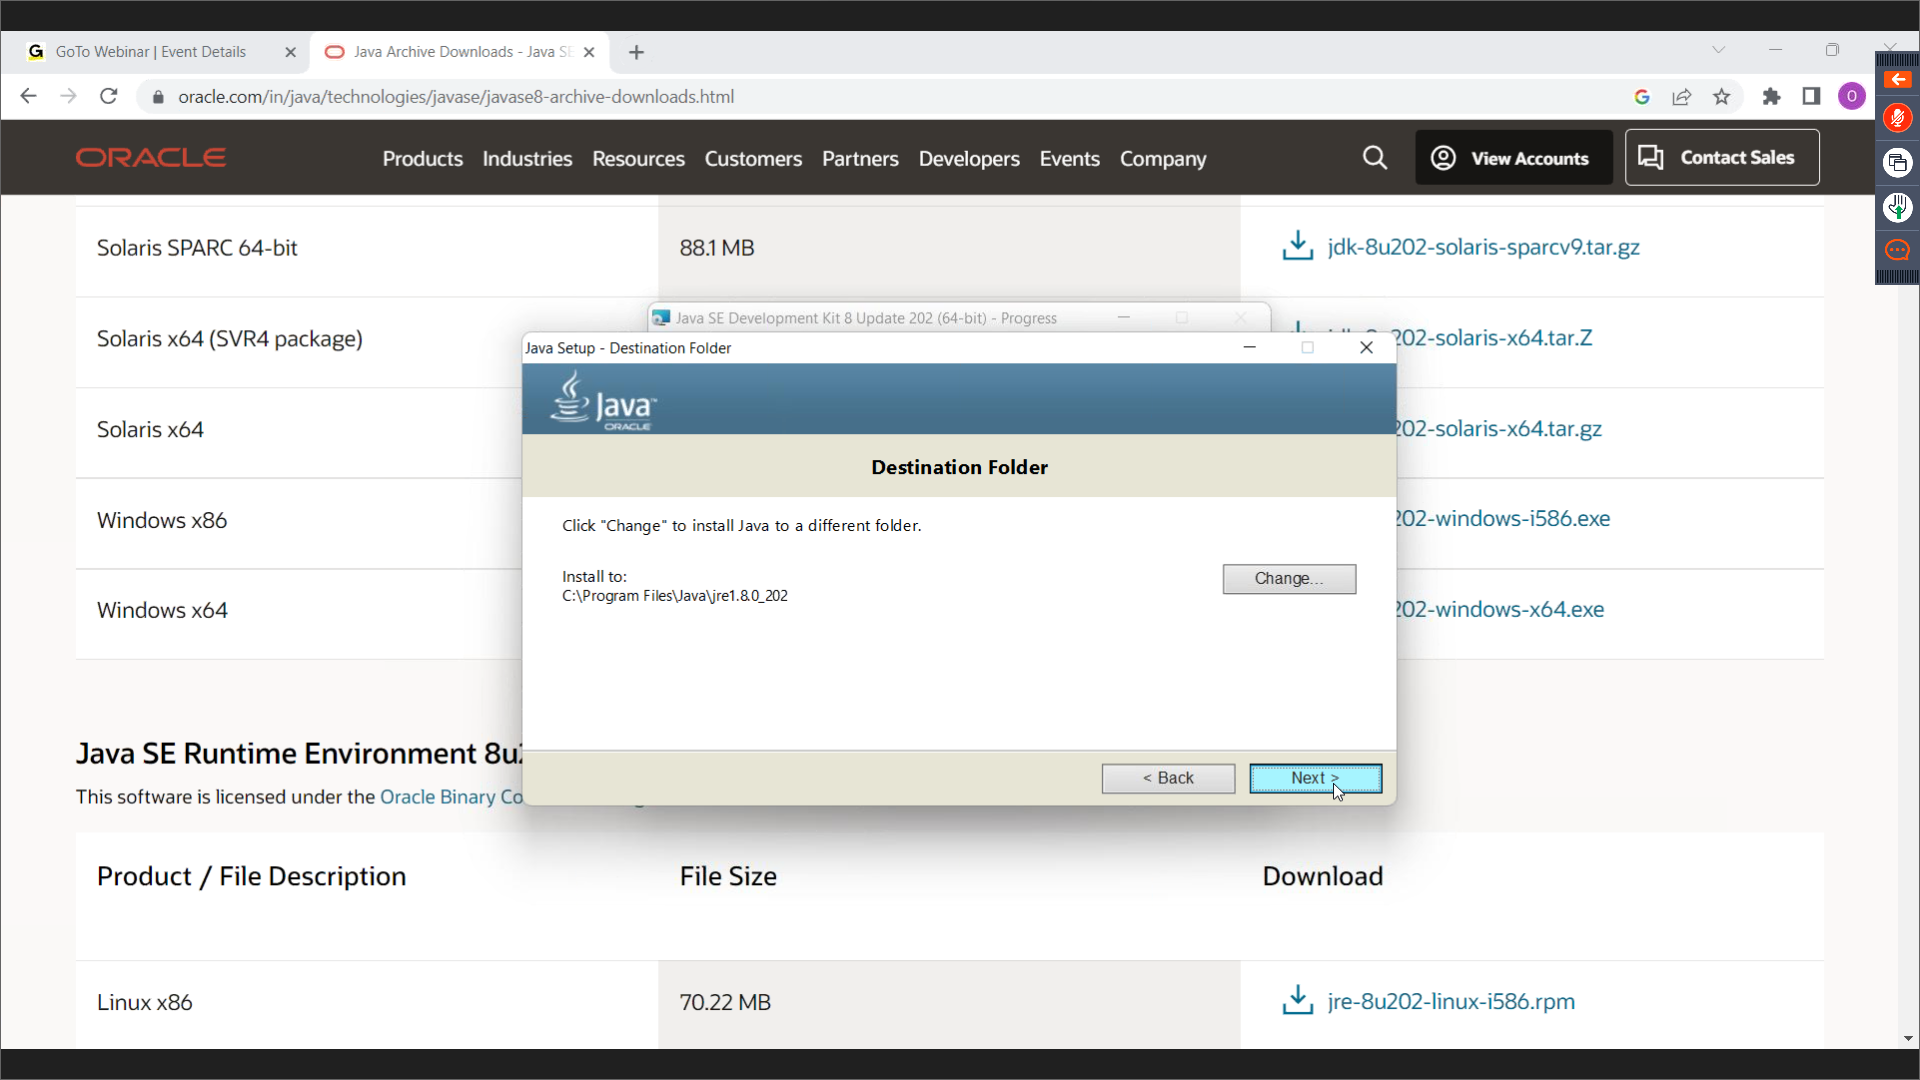 GoTo Webinar | Event Details
Java Archive Downloads - Java SE
oracle.com/in/java/technologies/javase/javase8-archive-downloads.html
O
ORACLE
Products Industries Resources Customers Partners Developers Events Company
View Accounts
Contact Sales
Solaris SPARC 64-bit
88.1 MB
jdk-8u202-solaris-sparcv9.tar.gz
Java SE Development Kit 8 Update 202 (64-bit) - Progress
Solaris x64 (SVR4 package)
202-solaris-x64.tar.Z
Java Setup - Destination Folder
Java™
ORACLE
Solaris x64
202-solaris-x64.tar.gz
Destination Folder
Windows x86
202-windows-i586.exe
Click "Change" to install Java to a different folder.
Install to:
Change...
C:\Program Files\Java\jre1.8.0_202
Windows x64
202-windows-x64.exe
Java SE Runtime Environment 8u2
< Back
Next >
This software is licensed under the Oracle Binary Co
Product / File Description
File Size
Download
Linux x86
70.22 MB
jre-8u202-linux-i586.rpm